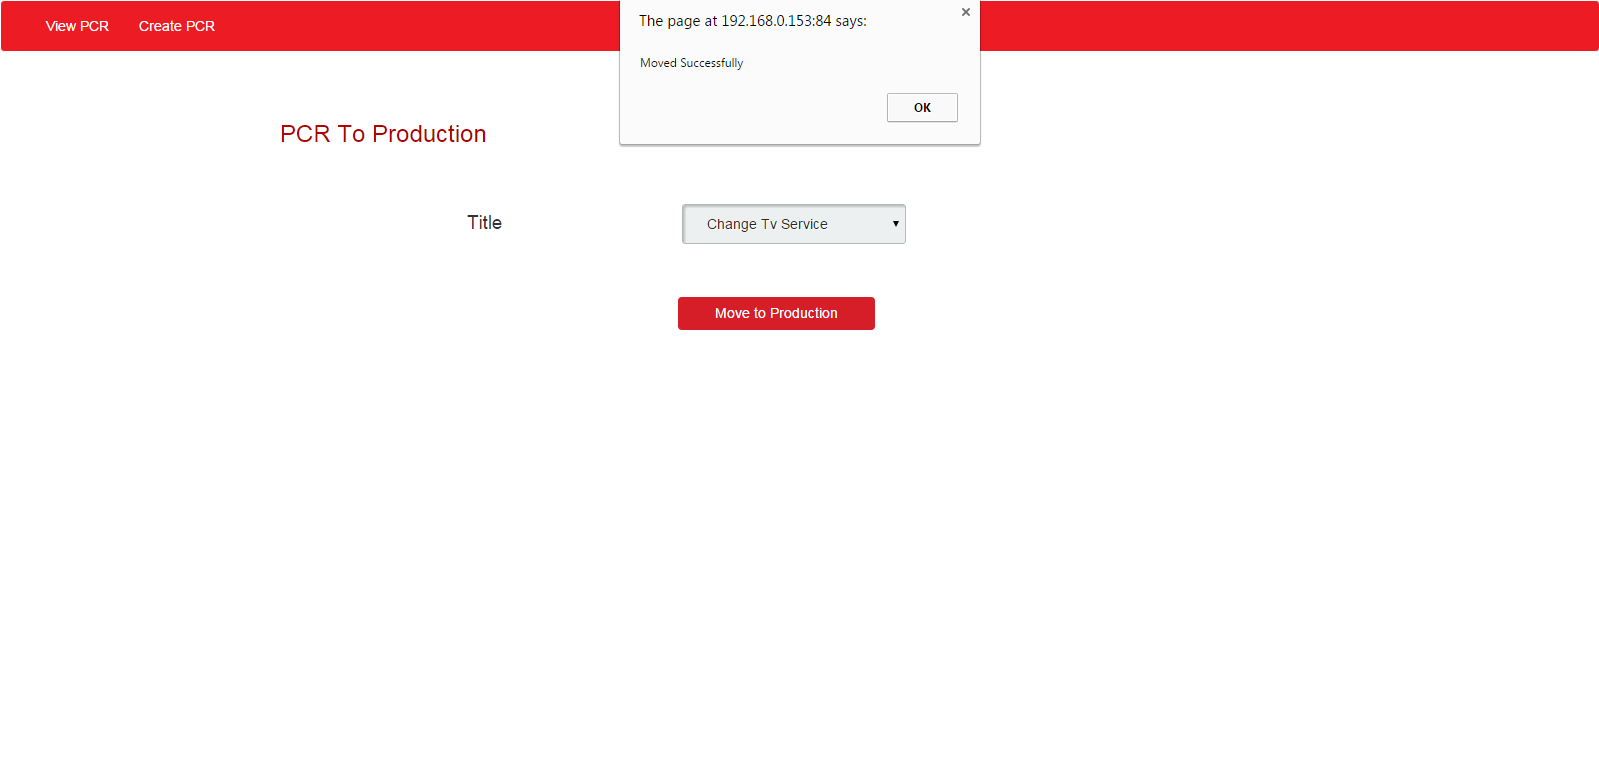 View PCR Create PCR
The page at 192.168.0.153:84 says:
Moved Successfully
OK
PCR To Production
Title
Change Tv Service
Move to Production